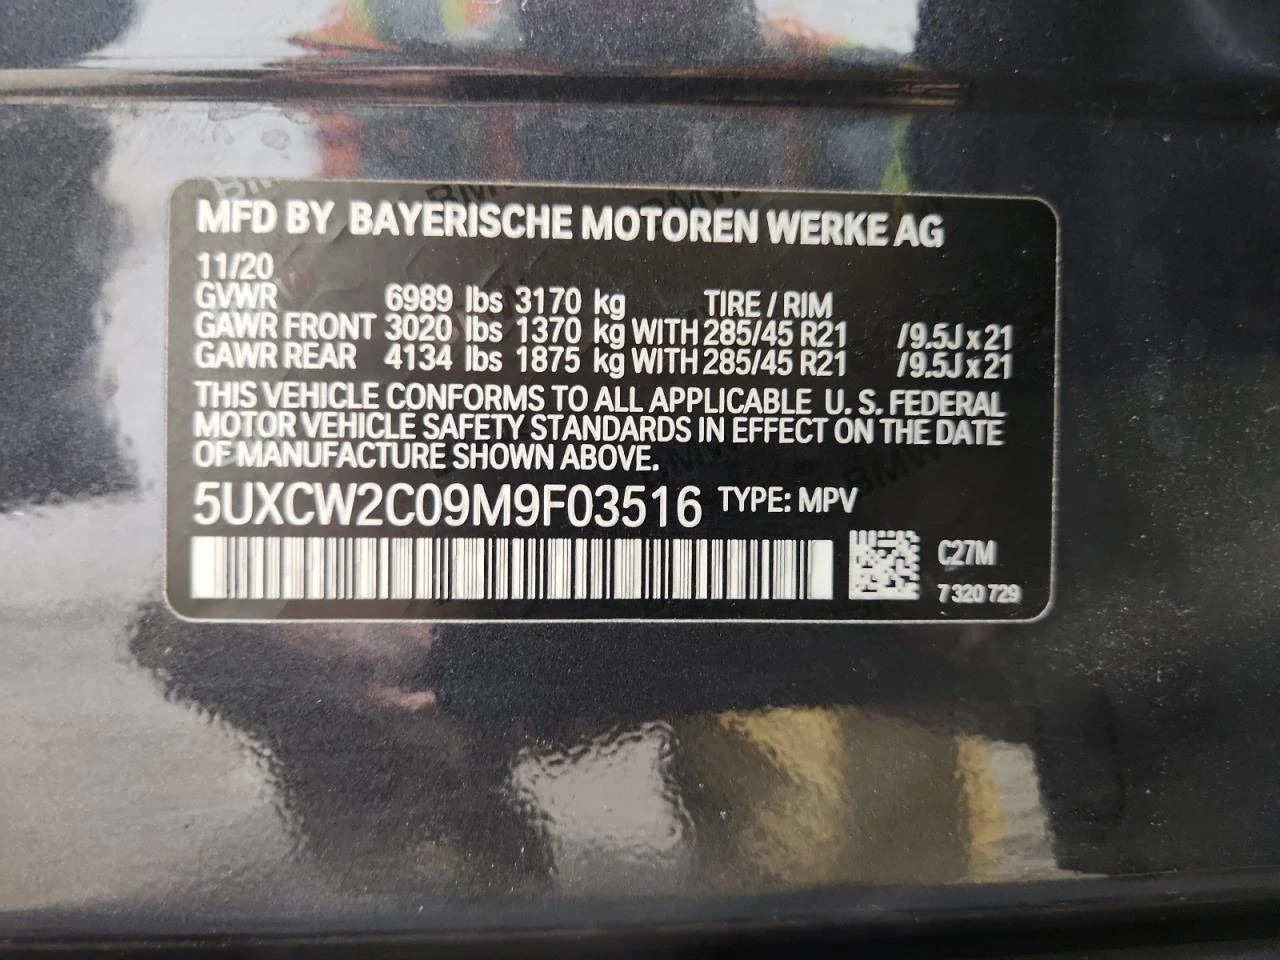 MFD BY BAYERISCHE MOTOREN WERKE AG
11/20
GVWR 6989 lbs 3170 kg TIRE / RIM
GAWR FRONT 3020 lbs 1370 kg WITH 285/45 R21 /9.5J x 21
GAWR REAR 4134 lbs 1875 kg WITH 285/45 R21 /9.5J x 21
THIS VEHICLE CONFORMS TO ALL APPLICABLE U. S. FEDERAL
MOTOR VEHICLE SAFETY STANDARDS IN EFFECT ON THE DATE
OF MANUFACTURE SHOWN ABOVE.
5UXCW2C09M9F03516 TYPE: MPV
C27M
7 320 729